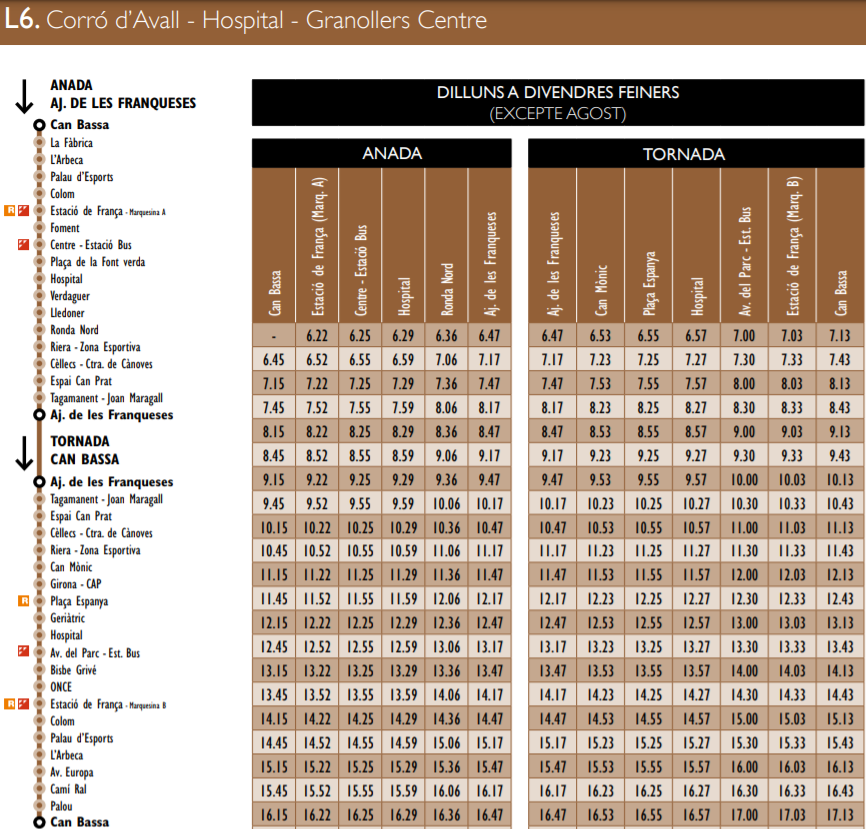 L6. Corró d'Avall - Hospital - Granollers Centre
ANADA
AJ. DE LES FRANQUESES
Can Bassa
La Fàbrica
L'Arbeca
Palau d'Esports
Colom
R Estació de França - Marquesina A
Foment
Centre - Estació Bus
Plaça de la Font verda
Hospital
Verdaguer
Lledoner
Ronda Nord
Riera - Zona Esportiva
Cèllecs - Ctra. de Cànoves
Espai Can Prat
Tagamanent - Joan Maragall
Aj. de les Franqueses
TORNADA
CAN BASSA
Aj. de les Franqueses
Tagamanent - Joan Maragall
Espai Can Prat
Cèllecs - Ctra. de Cànoves
Riera - Zona Esportiva
Can Mònic
Girona - CAP
R Plaça Espanya
Geriàtric
Hospital
Av. del Parc - Est. Bus
Bisbe Grivé
ONCE
R Estació de França - Marquesina B
Colom
Palau d'Esports
L'Arbeca
Av. Europa
Camí Ral
Palou
Can Bassa
DILLUNS A DIVENDRES FEINERS
(EXCEPTE AGOST)
ANADA
Can Bassa Estació de França (Marq. A) Centre - Estació Bus Hospital Ronda Nord Aj. de les Franqueses
- 6.22 6.25 6.29 6.36 6.47
6.45 6.52 6.55 6.59 7.06 7.17
7.15 7.22 7.25 7.29 7.36 7.47
7.45 7.52 7.55 7.59 8.06 8.17
8.15 8.22 8.25 8.29 8.36 8.47
8.45 8.52 8.55 8.59 9.06 9.17
9.15 9.22 9.25 9.29 9.36 9.47
9.45 9.52 9.55 9.59 10.06 10.17
10.15 10.22 10.25 10.29 10.36 10.47
10.45 10.52 10.55 10.59 11.06 11.17
11.15 11.22 11.25 11.29 11.36 11.47
11.45 11.52 11.55 11.59 12.06 12.17
12.15 12.22 12.25 12.29 12.36 12.47
12.45 12.52 12.55 12.59 13.06 13.17
13.15 13.22 13.25 13.29 13.36 13.47
13.45 13.52 13.55 13.59 14.06 14.17
14.15 14.22 14.25 14.29 14.36 14.47
14.45 14.52 14.55 14.59 15.06 15.17
15.15 15.22 15.25 15.29 15.36 15.47
15.45 15.52 15.55 15.59 16.06 16.17
16.15 16.22 16.25 16.29 16.36 16.47
TORNADA
Aj. de les Franqueses Can Mònic Plaça Espanya Hospital Av. del Parc - Est. Bus Estació de França (Marq. B) Can Bassa
6.47 6.53 6.55 6.57 7.00 7.03 7.13
7.17 7.23 7.25 7.27 7.30 7.33 7.43
7.47 7.53 7.55 7.57 8.00 8.03 8.13
8.17 8.23 8.25 8.27 8.30 8.33 8.43
8.47 8.53 8.55 8.57 9.00 9.03 9.13
9.17 9.23 9.25 9.27 9.30 9.33 9.43
9.47 9.53 9.55 9.57 10.00 10.03 10.13
10.17 10.23 10.25 10.27 10.30 10.33 10.43
10.47 10.53 10.55 10.57 11.00 11.03 11.13
11.17 11.23 11.25 11.27 11.30 11.33 11.43
11.47 11.53 11.55 11.57 12.00 12.03 12.13
12.17 12.23 12.25 12.27 12.30 12.33 12.43
12.47 12.53 12.55 12.57 13.00 13.03 13.13
13.17 13.23 13.25 13.27 13.30 13.33 13.43
13.47 13.53 13.55 13.57 14.00 14.03 14.13
14.17 14.23 14.25 14.27 14.30 14.33 14.43
14.47 14.53 14.55 14.57 15.00 15.03 15.13
15.17 15.23 15.25 15.27 15.30 15.33 15.43
15.47 15.53 15.55 15.57 16.00 16.03 16.13
16.17 16.23 16.25 16.27 16.30 16.33 16.43
16.47 16.53 16.55 16.57 17.00 17.03 17.13